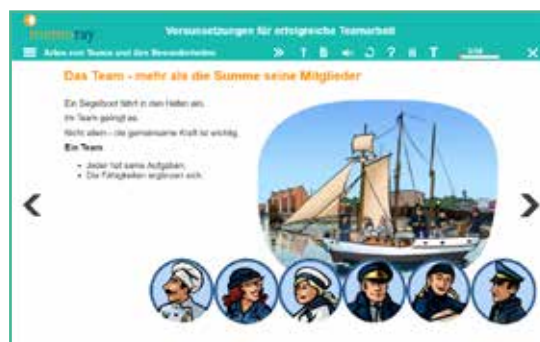 Voraussetzungen für erfolgreiche Teamarbeit
Arten von Teams und ihre Besonderheiten
Das Team - mehr als die Summe seine Mitglieder
Ein Segelboot fährt in den Hafen ein.
Im Team gelingt es.
Nicht allein - die gemeinsame Kraft ist wichtig.
Ein Team
Jeder hat seine Aufgaben.
Die Fähigkeiten ergänzen sich.